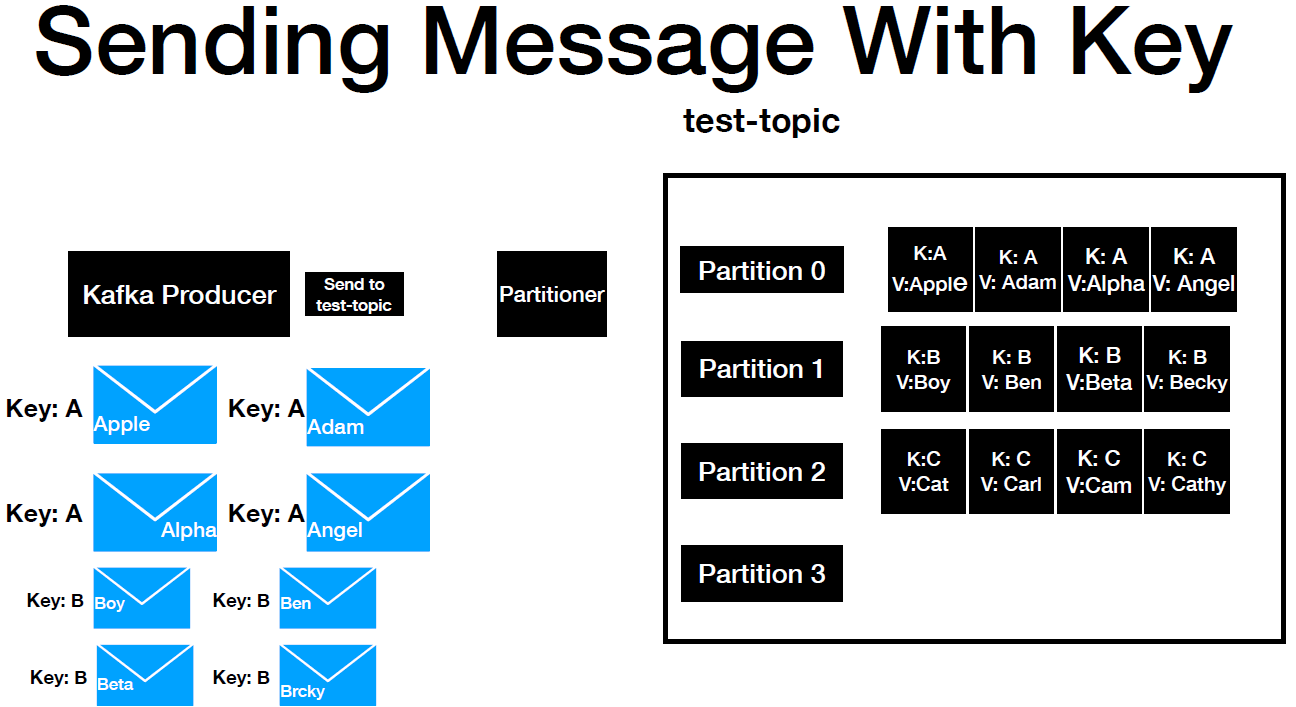 Sending Message With Key
test-topic
Kafka Producer
Send to
test-topic
Partitioner
Key: A
Apple
Key: A
Adam
Key: A
Alpha
Key: A
Angel
Key: B
Boy
Key: B
Ben
Key: B
Beta
Key: B
Brcky
Partition 0
K:A
V:Apple
K: A
V: Adam
K: A
V:Alpha
K: A
V: Angel
Partition 1
K:B
V:Boy
K: B
V: Ben
K: B
V:Beta
K: B
V: Becky
Partition 2
K:C
V:Cat
K: C
V: Carl
K: C
V:Cam
K: C
V: Cathy
Partition 3